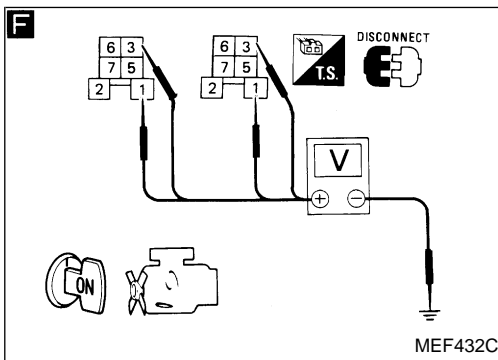 F
DISCONNECT
6 3 6 3
7 5 7 5
2 1 2 1
T.S.
V
⊕ ⊖
ON
MEF432C